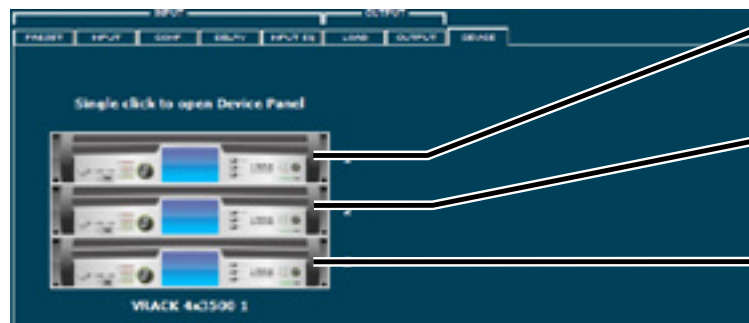 INPUT OUTPUT
PRESET INPUT COMP DELAY INPUT EQ LOAD OUTPUT DEVICE
Single click to open Device Panel
VRACK 4x3500 1